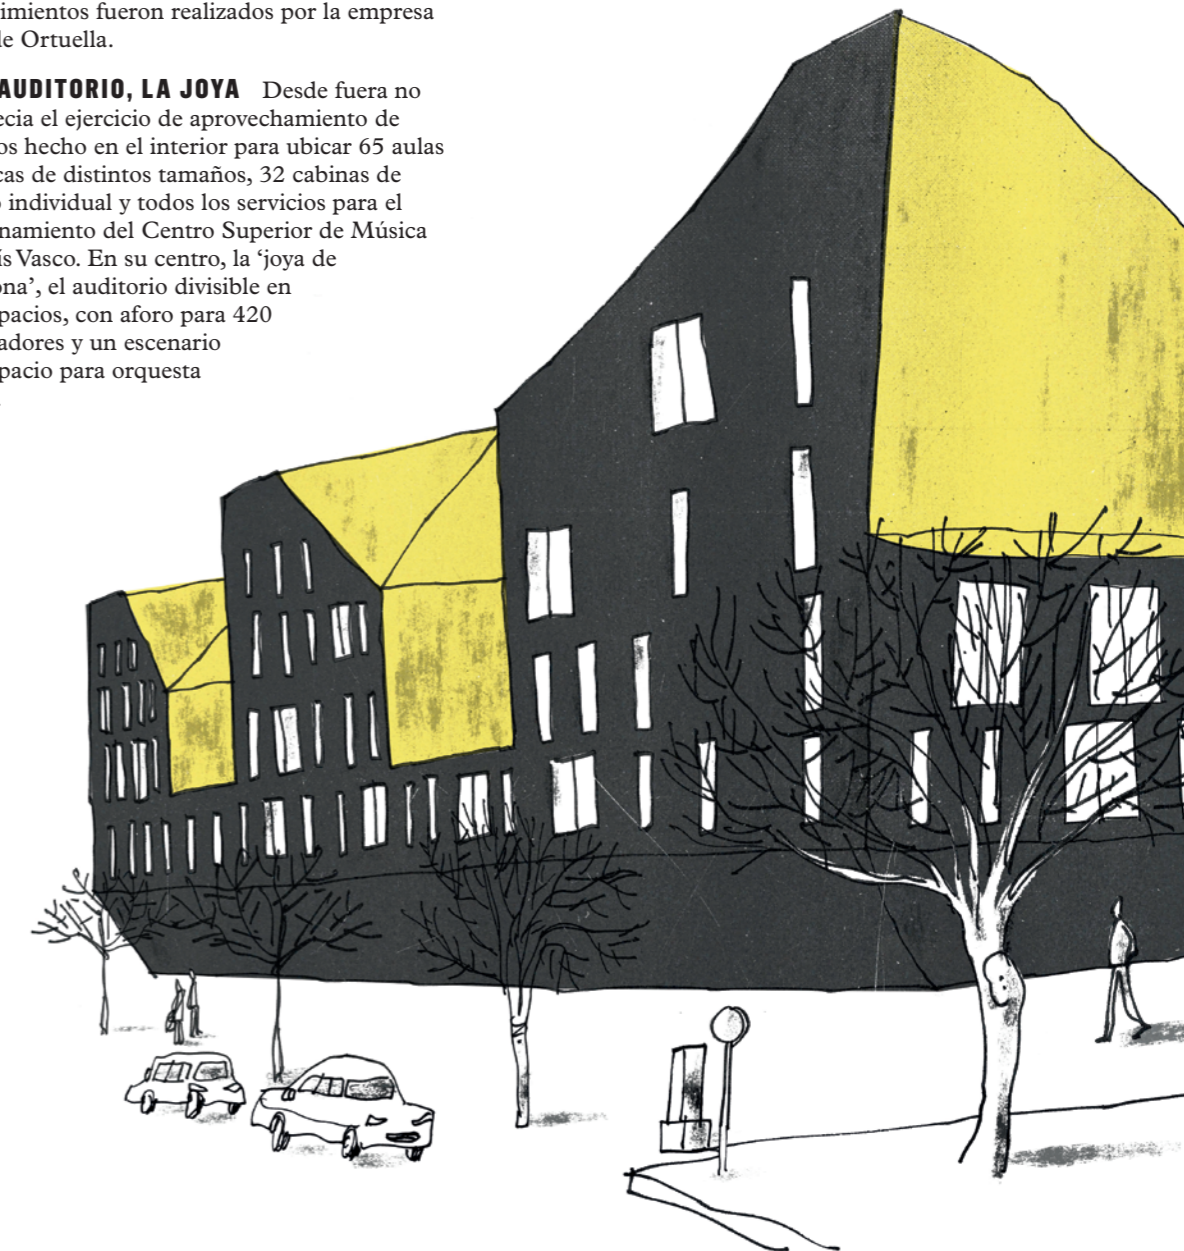 imientos fueron realizados por la empresa
le Ortuella.
AUDITORIO, LA JOYA Desde fuera no
ecia el ejercicio de aprovechamiento de
os hecho en el interior para ubicar 65 aulas
cas de distintos tamaños, 32 cabinas de
o individual y todos los servicios para el
namiento del Centro Superior de Música
ís Vasco. En su centro, la ‘joya de
ona’, el auditorio divisible en
pacios, con aforo para 420
adores y un escenario
pacio para orquesta